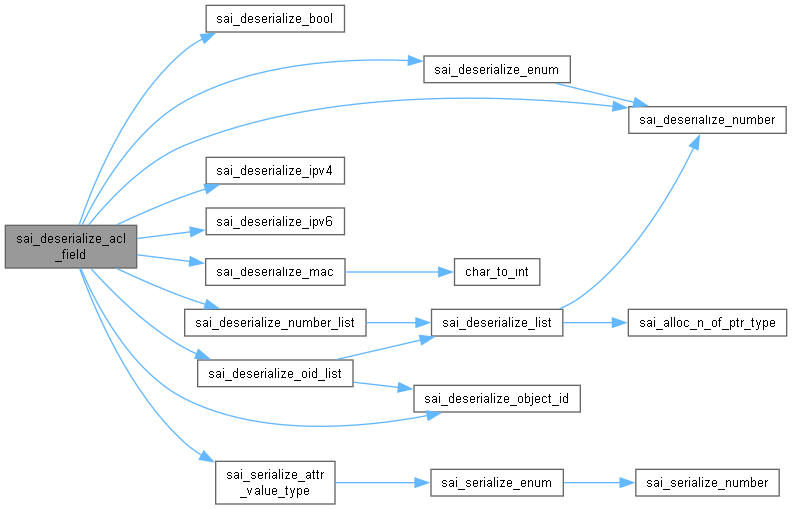 sai_deserialize_bool
sai_deserialize_enum
sai_deserialize_number
sai_deserialize_ipv4
sai_deserialize_acl
_field
sai_deserialize_ipv6
sai_deserialize_mac
char_to_int
sai_deserialize_number_list
sai_deserialize_list
sai_alloc_n_of_ptr_type
sai_deserialize_oid_list
sai_deserialize_object_id
sai_serialize_attr
_value_type
sai_serialize_enum
sai_serialize_number